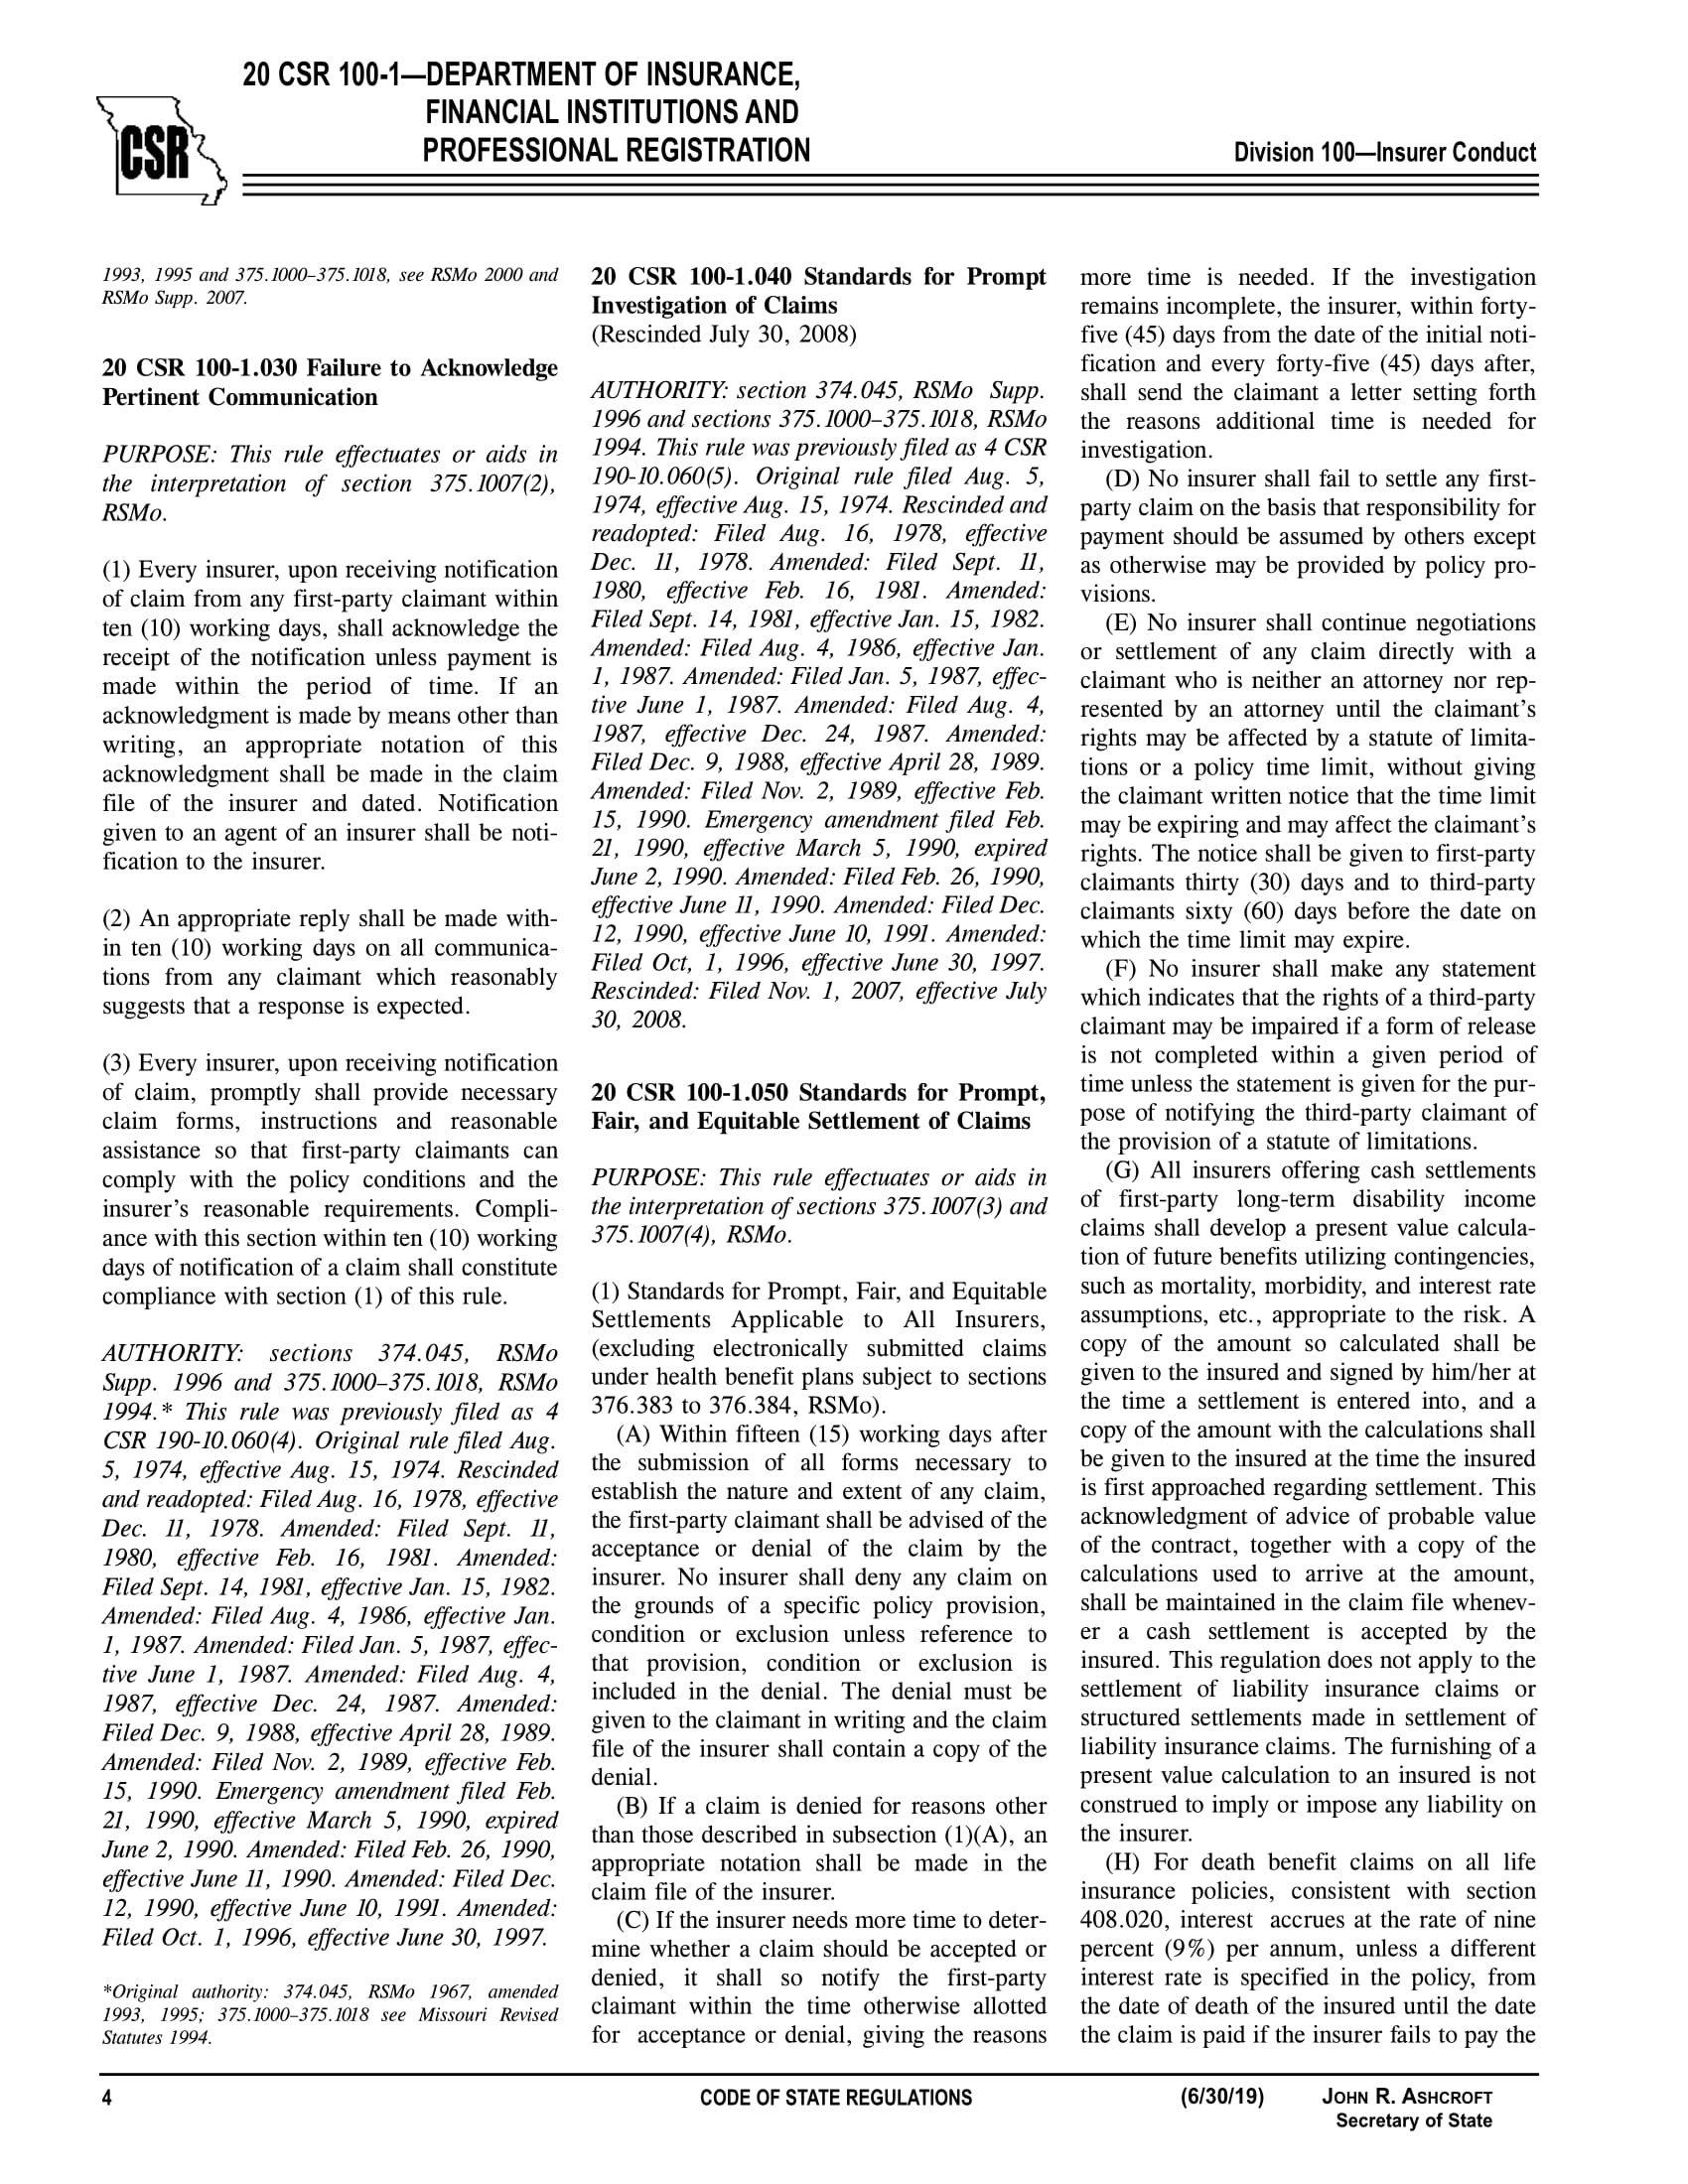 20 CSR 100-1—DEPARTMENT OF INSURANCE,
FINANCIAL INSTITUTIONS AND
PROFESSIONAL REGISTRATION
Division 100—Insurer Conduct
CSR
1993, 1995 and 375.1000–375.1018, see RSMo 2000 and
RSMo Supp. 2007.
20 CSR 100-1.030 Failure to Acknowledge
Pertinent Communication
PURPOSE: This rule effectuates or aids in
the interpretation of section 375.1007(2),
RSMo.
(1) Every insurer, upon receiving notification
of claim from any first-party claimant within
ten (10) working days, shall acknowledge the
receipt of the notification unless payment is
made within the period of time. If an
acknowledgment is made by means other than
writing, an appropriate notation of this
acknowledgment shall be made in the claim
file of the insurer and dated. Notification
given to an agent of an insurer shall be noti-
fication to the insurer.
(2) An appropriate reply shall be made with-
in ten (10) working days on all communica-
tions from any claimant which reasonably
suggests that a response is expected.
(3) Every insurer, upon receiving notification
of claim, promptly shall provide necessary
claim forms, instructions and reasonable
assistance so that first-party claimants can
comply with the policy conditions and the
insurer's reasonable requirements. Compli-
ance with this section within ten (10) working
days of notification of a claim shall constitute
compliance with section (1) of this rule.
AUTHORITY: sections 374.045, RSMo
Supp. 1996 and 375.1000–375.1018, RSMo
1994.* This rule was previously filed as 4
CSR 190-10.060(4). Original rule filed Aug.
5, 1974, effective Aug. 15, 1974. Rescinded
and readopted: Filed Aug. 16, 1978, effective
Dec. 11, 1978. Amended: Filed Sept. 11,
1980, effective Feb. 16, 1981. Amended:
Filed Sept. 14, 1981, effective Jan. 15, 1982.
Amended: Filed Aug. 4, 1986, effective Jan.
1, 1987. Amended: Filed Jan. 5, 1987, effec-
tive June 1, 1987. Amended: Filed Aug. 4,
1987, effective Dec. 24, 1987. Amended:
Filed Dec. 9, 1988, effective April 28, 1989.
Amended: Filed Nov. 2, 1989, effective Feb.
15, 1990. Emergency amendment filed Feb.
21, 1990, effective March 5, 1990, expired
June 2, 1990. Amended: Filed Feb. 26, 1990,
effective June 11, 1990. Amended: Filed Dec.
12, 1990, effective June 10, 1991. Amended:
Filed Oct. 1, 1996, effective June 30, 1997.
*Original authority: 374.045, RSMo 1967, amended
1993, 1995; 375.1000–375.1018 see Missouri Revised
Statutes 1994.
20 CSR 100-1.040 Standards for Prompt
Investigation of Claims
(Rescinded July 30, 2008)
AUTHORITY: section 374.045, RSMo Supp.
1996 and sections 375.1000–375.1018, RSMo
1994. This rule was previously filed as 4 CSR
190-10.060(5). Original rule filed Aug. 5,
1974, effective Aug. 15, 1974. Rescinded and
readopted: Filed Aug. 16, 1978, effective
Dec. 11, 1978. Amended: Filed Sept. 11,
1980, effective Feb. 16, 1981. Amended:
Filed Sept. 14, 1981, effective Jan. 15, 1982.
Amended: Filed Aug. 4, 1986, effective Jan.
1, 1987. Amended: Filed Jan. 5, 1987, effec-
tive June 1, 1987. Amended: Filed Aug. 4,
1987, effective Dec. 24, 1987. Amended:
Filed Dec. 9, 1988, effective April 28, 1989.
Amended: Filed Nov. 2, 1989, effective Feb.
15, 1990. Emergency amendment filed Feb.
21, 1990, effective March 5, 1990, expired
June 2, 1990. Amended: Filed Feb. 26, 1990,
effective June 11, 1990. Amended: Filed Dec.
12, 1990, effective June 10, 1991. Amended:
Filed Oct, 1, 1996, effective June 30, 1997.
Rescinded: Filed Nov. 1, 2007, effective July
30, 2008.
20 CSR 100-1.050 Standards for Prompt,
Fair, and Equitable Settlement of Claims
PURPOSE: This rule effectuates or aids in
the interpretation of sections 375.1007(3) and
375.1007(4), RSMo.
(1) Standards for Prompt, Fair, and Equitable
Settlements Applicable to All Insurers,
(excluding electronically submitted claims
under health benefit plans subject to sections
376.383 to 376.384, RSMo).
(A) Within fifteen (15) working days after
the submission of all forms necessary to
establish the nature and extent of any claim,
the first-party claimant shall be advised of the
acceptance or denial of the claim by the
insurer. No insurer shall deny any claim on
the grounds of a specific policy provision,
condition or exclusion unless reference to
that provision, condition or exclusion is
included in the denial. The denial must be
given to the claimant in writing and the claim
file of the insurer shall contain a copy of the
denial.
(B) If a claim is denied for reasons other
than those described in subsection (1)(A), an
appropriate notation shall be made in the
claim file of the insurer.
(C) If the insurer needs more time to deter-
mine whether a claim should be accepted or
denied, it shall so notify the first-party
claimant within the time otherwise allotted
for acceptance or denial, giving the reasons
more time is needed. If the investigation
remains incomplete, the insurer, within forty-
five (45) days from the date of the initial noti-
fication and every forty-five (45) days after,
shall send the claimant a letter setting forth
the reasons additional time is needed for
investigation.
(D) No insurer shall fail to settle any first-
party claim on the basis that responsibility for
payment should be assumed by others except
as otherwise may be provided by policy pro-
visions.
(E) No insurer shall continue negotiations
or settlement of any claim directly with a
claimant who is neither an attorney nor rep-
resented by an attorney until the claimant's
rights may be affected by a statute of limita-
tions or a policy time limit, without giving
the claimant written notice that the time limit
may be expiring and may affect the claimant's
rights. The notice shall be given to first-party
claimants thirty (30) days and to third-party
claimants sixty (60) days before the date on
which the time limit may expire.
(F) No insurer shall make any statement
which indicates that the rights of a third-party
claimant may be impaired if a form of release
is not completed within a given period of
time unless the statement is given for the pur-
pose of notifying the third-party claimant of
the provision of a statute of limitations.
(G) All insurers offering cash settlements
of first-party long-term disability income
claims shall develop a present value calcula-
tion of future benefits utilizing contingencies,
such as mortality, morbidity, and interest rate
assumptions, etc., appropriate to the risk. A
copy of the amount so calculated shall be
given to the insured and signed by him/her at
the time a settlement is entered into, and a
copy of the amount with the calculations shall
be given to the insured at the time the insured
is first approached regarding settlement. This
acknowledgment of advice of probable value
of the contract, together with a copy of the
calculations used to arrive at the amount,
shall be maintained in the claim file whenev-
er a cash settlement is accepted by the
insured. This regulation does not apply to the
settlement of liability insurance claims or
structured settlements made in settlement of
liability insurance claims. The furnishing of a
present value calculation to an insured is not
construed to imply or impose any liability on
the insurer.
(H) For death benefit claims on all life
insurance policies, consistent with section
408.020, interest accrues at the rate of nine
percent (9%) per annum, unless a different
interest rate is specified in the policy, from
the date of death of the insured until the date
the claim is paid if the insurer fails to pay the
4
CODE OF STATE REGULATIONS
(6/30/19)
JOHN R. ASHCROFT
Secretary of State